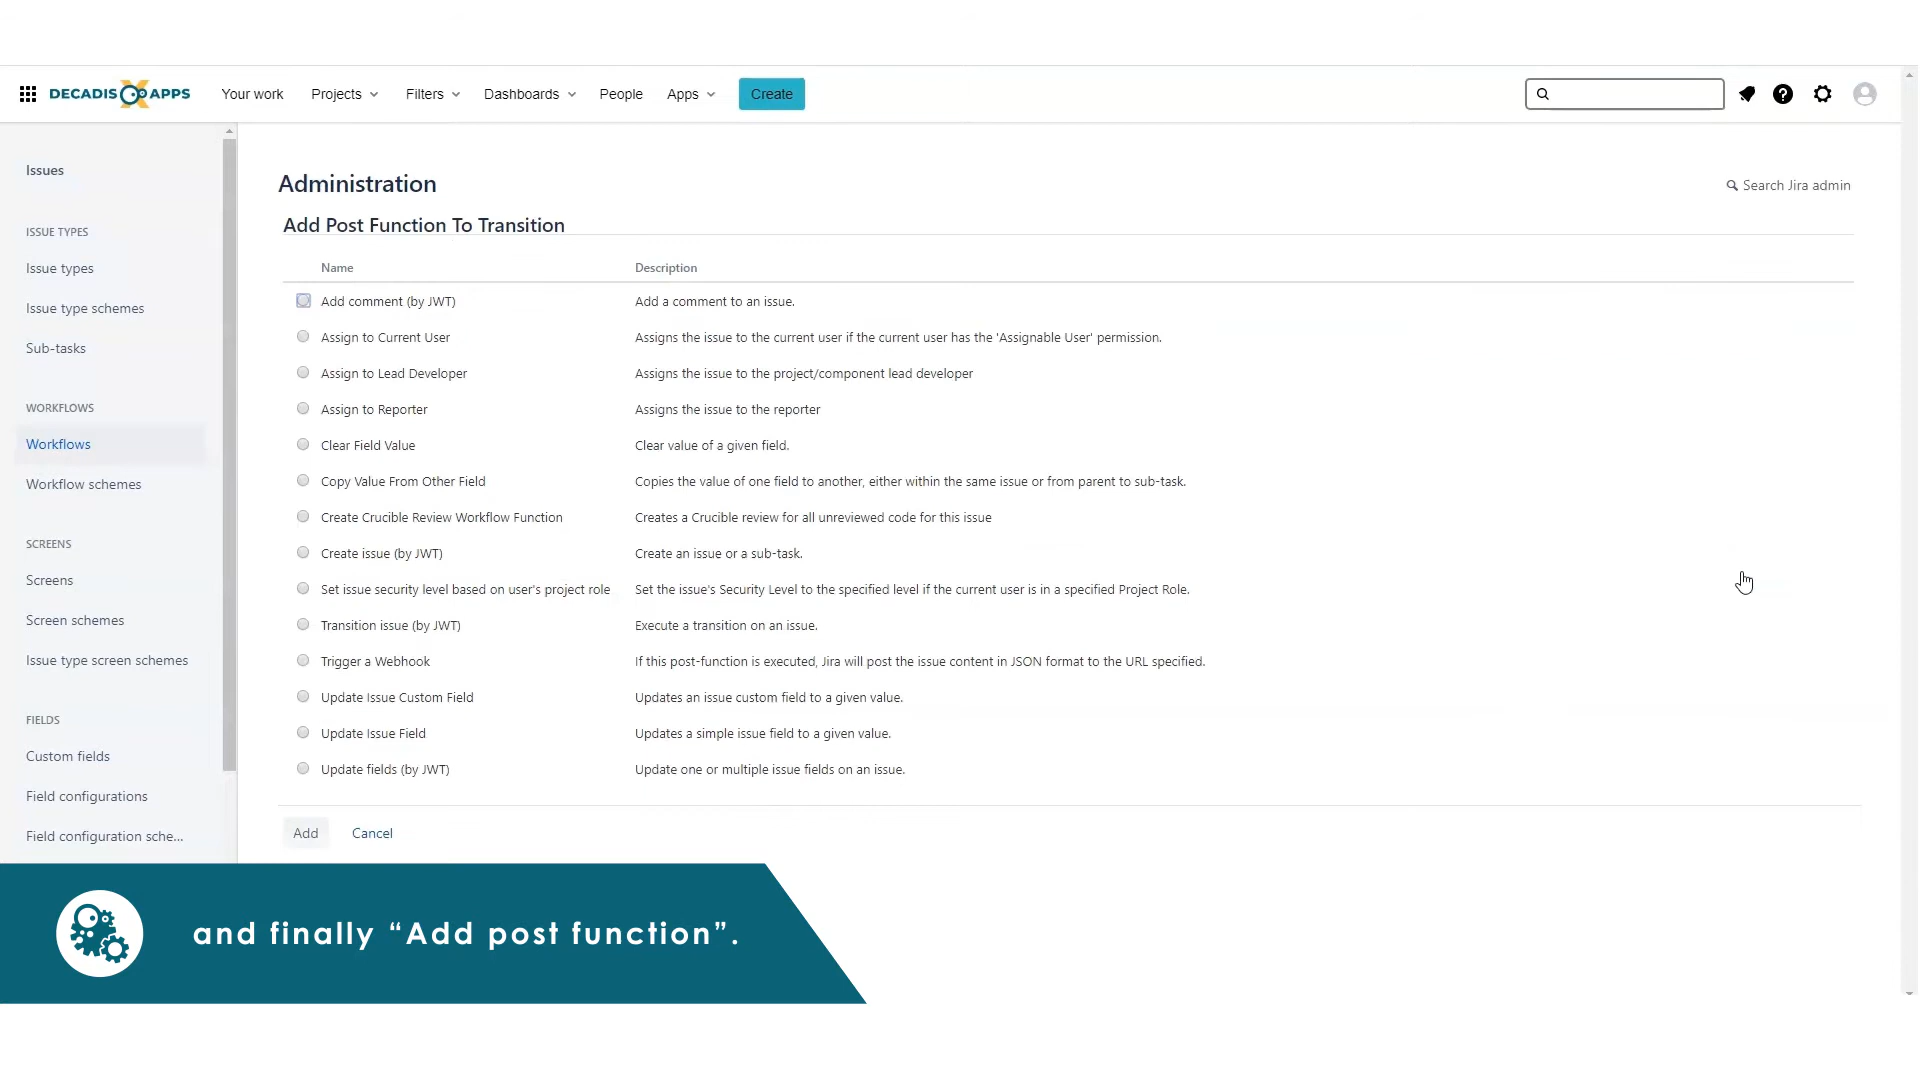 DECADIS APPS Your work Projects Filters Dashboards People Apps Create
Issues
ISSUE TYPES
Issue types
Issue type schemes
Sub-tasks
WORKFLOWS
Workflows
Workflow schemes
SCREENS
Screens
Screen schemes
Issue type screen schemes
FIELDS
Custom fields
Field configurations
Field configuration sche...
Administration
Search Jira admin
Add Post Function To Transition
Name Description
Add comment (by JWT) Add a comment to an issue.
Assign to Current User Assigns the issue to the current user if the current user has the 'Assignable User' permission.
Assign to Lead Developer Assigns the issue to the project/component lead developer
Assign to Reporter Assigns the issue to the reporter
Clear Field Value Clear value of a given field.
Copy Value From Other Field Copies the value of one field to another, either within the same issue or from parent to sub-task.
Create Crucible Review Workflow Function Creates a Crucible review for all unreviewed code for this issue
Create issue (by JWT) Create an issue or a sub-task.
Set issue security level based on user's project role Set the issue's Security Level to the specified level if the current user is in a specified Project Role.
Transition issue (by JWT) Execute a transition on an issue.
Trigger a Webhook If this post-function is executed, Jira will post the issue content in JSON format to the URL specified.
Update Issue Custom Field Updates an issue custom field to a given value.
Update Issue Field Updates a simple issue field to a given value.
Update fields (by JWT) Update one or multiple issue fields on an issue.
Add Cancel
and finally “Add post function”.